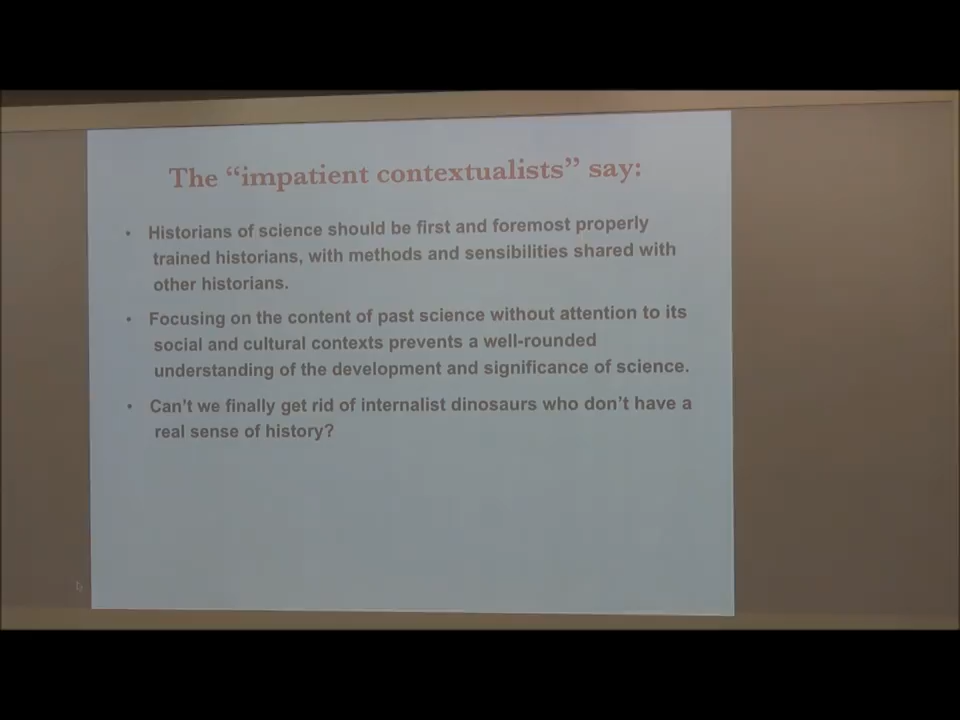 The “impatient contextualists” say:
• Historians of science should be first and foremost properly
trained historians, with methods and sensibilities shared with
other historians.
• Focusing on the content of past science without attention to its
social and cultural contexts prevents a well-rounded
understanding of the development and significance of science.
• Can’t we finally get rid of internalist dinosaurs who don’t have a
real sense of history?